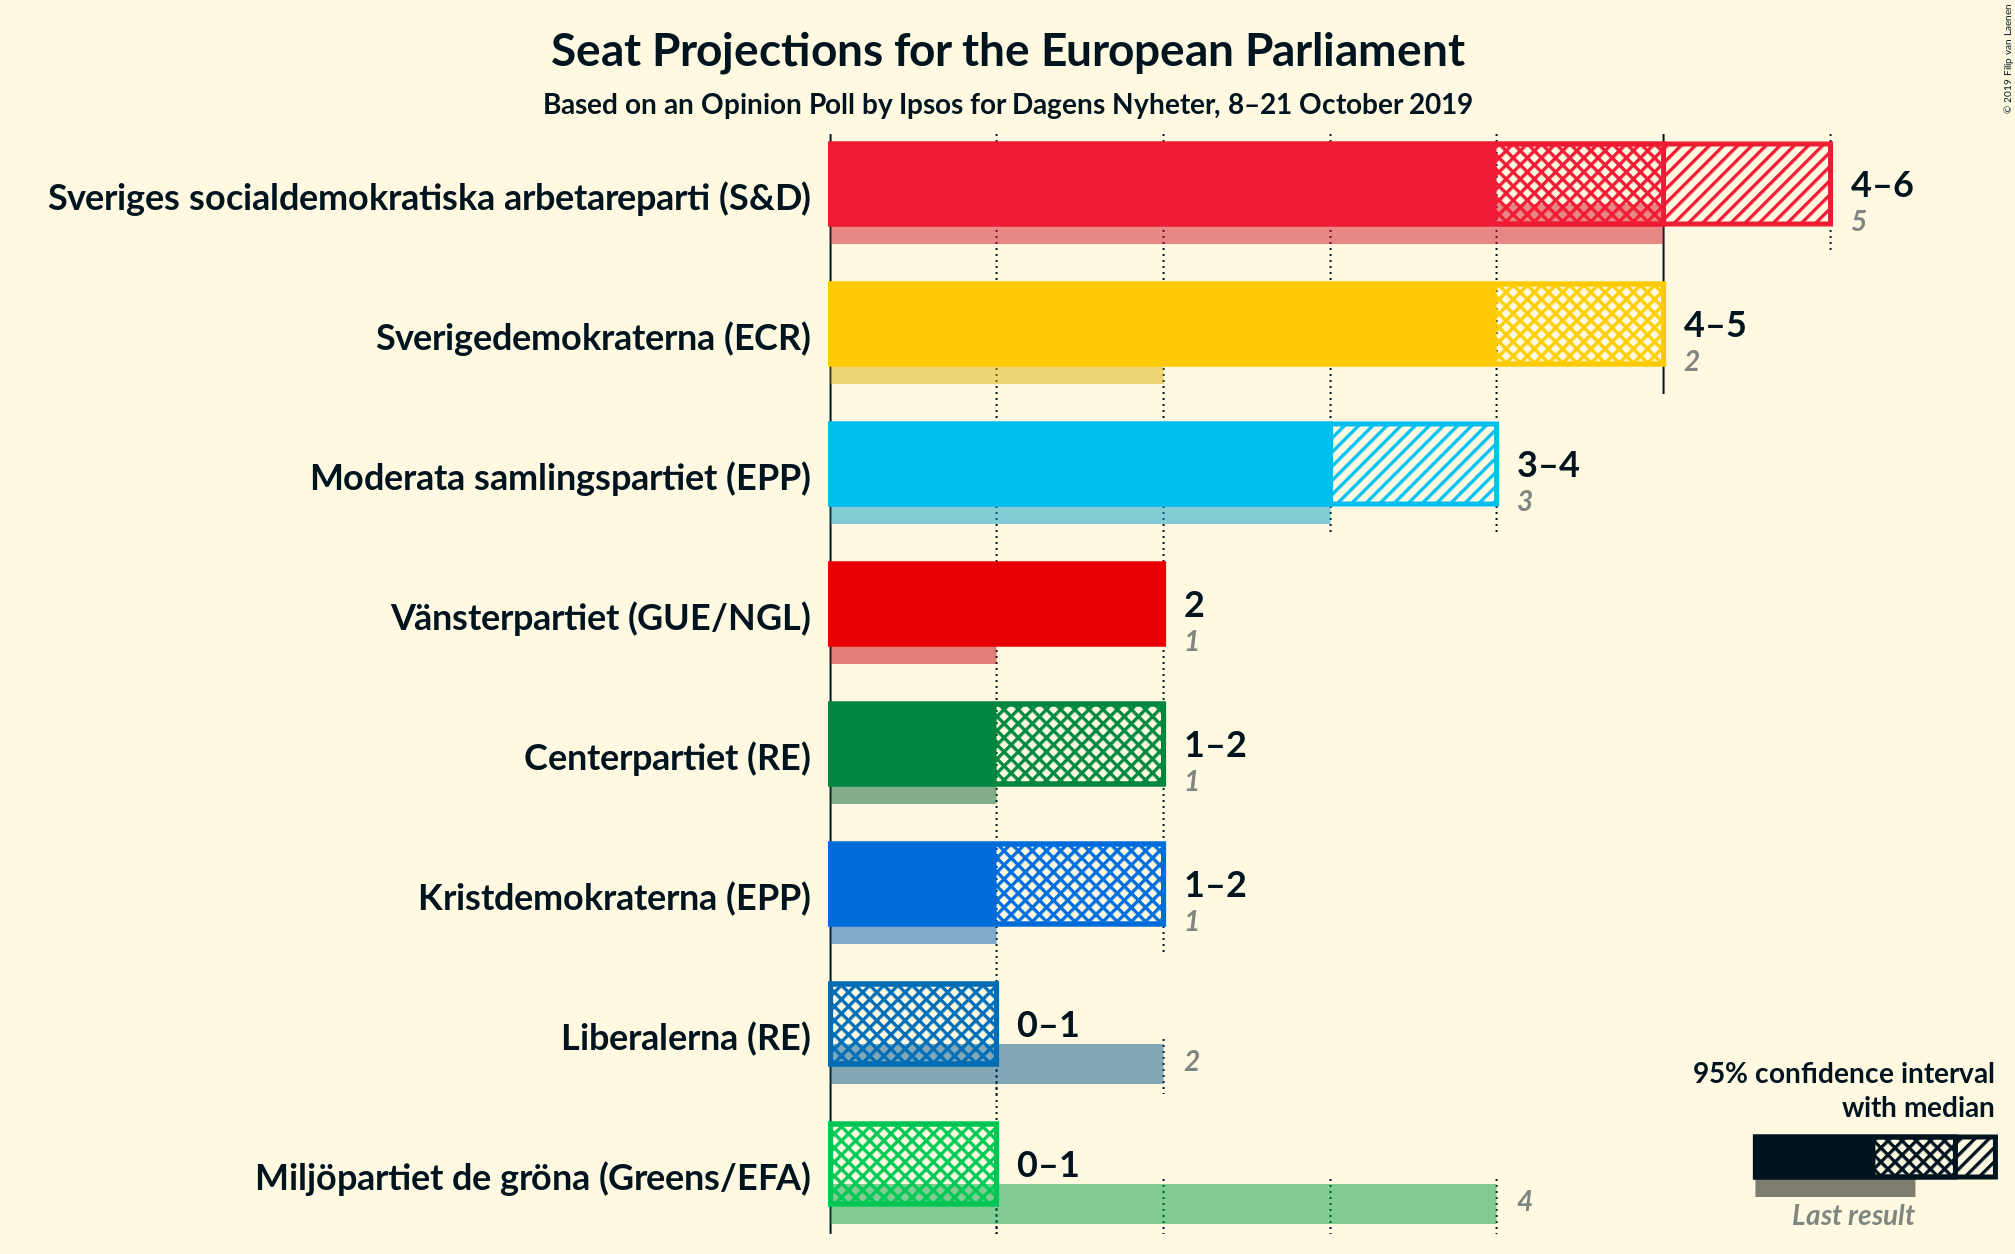 Seat Projections for the European Parliament
Based on an Opinion Poll by Ipsos for Dagens Nyheter, 8–21 October 2019
© 2019 Filip van Laenen
Sveriges socialdemokratiska arbetareparti (S&D)
4–6
5
Sverigedemokraterna (ECR)
4–5
2
Moderata samlingspartiet (EPP)
3–4
3
Vänsterpartiet (GUE/NGL)
2
1
Centerpartiet (RE)
1–2
1
Kristdemokraterna (EPP)
1–2
1
Liberalerna (RE)
0–1
2
Miljöpartiet de gröna (Greens/EFA)
0–1
4
95% confidence interval
with median
Last result